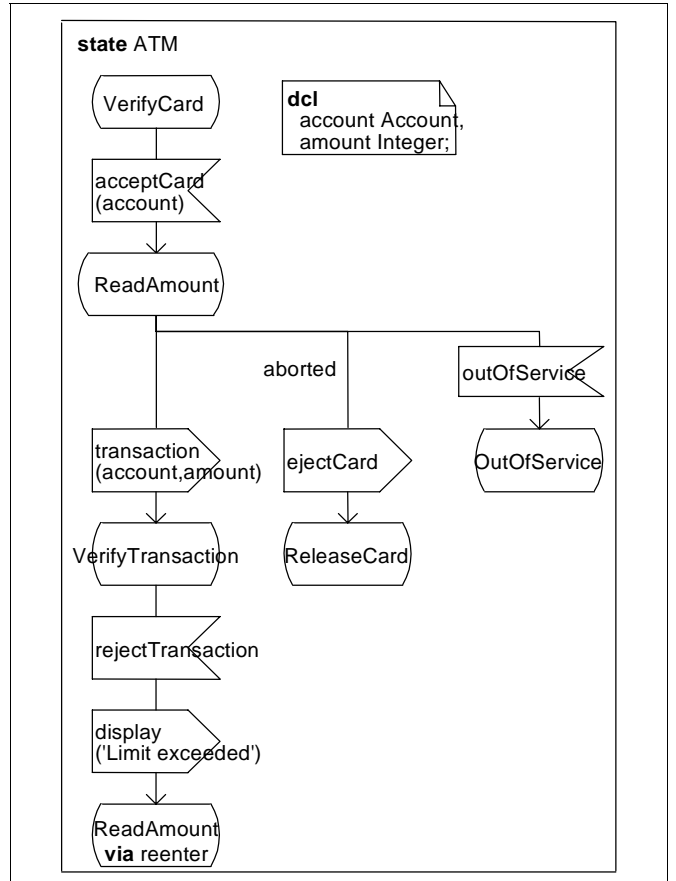 state ATM
VerifyCard
dcl
account Account,
amount Integer;
acceptCard
(account)
ReadAmount
aborted
outOfService
transaction
(account,amount)
ejectCard
OutOfService
VerifyTransaction
ReleaseCard
rejectTransaction
display
('Limit exceeded')
ReadAmount
via reenter